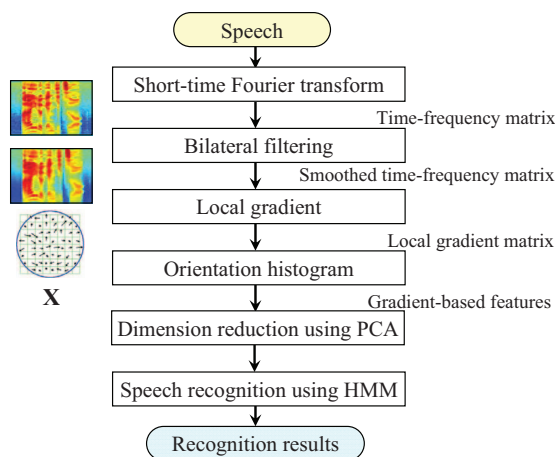 Speech
Short-time Fourier transform
Time-frequency matrix
Bilateral filtering
Smoothed time-frequency matrix
Local gradient
Local gradient matrix
Orientation histogram
Gradient-based features
X
Dimension reduction using PCA
Speech recognition using HMM
Recognition results